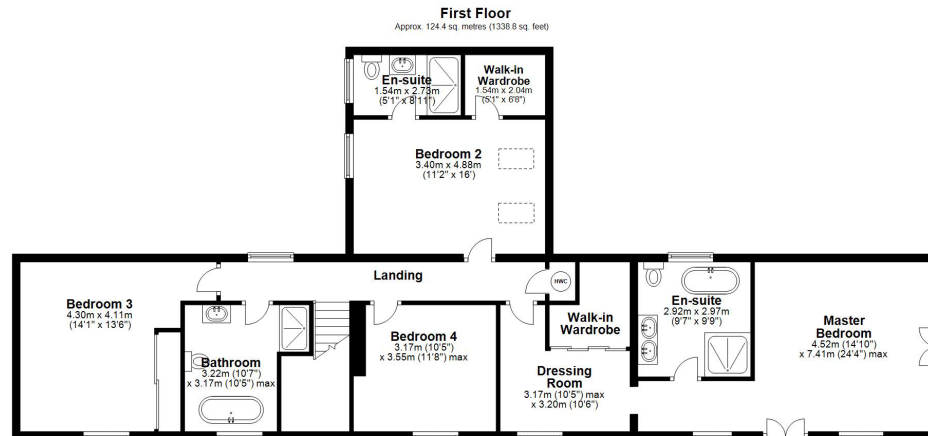 First Floor
Approx. 124.4 sq. metres (1338.8 sq. feet)
En-suite
1.54m x 2.73m
(5'1" x 8'11")
Walk-in
Wardrobe
1.54m x 2.04m
(5'1" x 6'8")
Bedroom 2
3.40m x 4.88m
(11'2" x 16')
Landing
HWC
Bedroom 3
4.30m x 4.11m
(14'1" x 13'6")
Bathroom
3.22m (10'7")
x 3.17m (10'5") max
Bedroom 4
3.17m (10'5")
x 3.55m (11'8") max
Walk-in
Wardrobe
Dressing
Room
3.17m (10'5") max
x 3.20m (10'6")
En-suite
2.92m x 2.97m
(9'7" x 9'9")
Master
Bedroom
4.52m (14'10")
x 7.41m (24'4") max